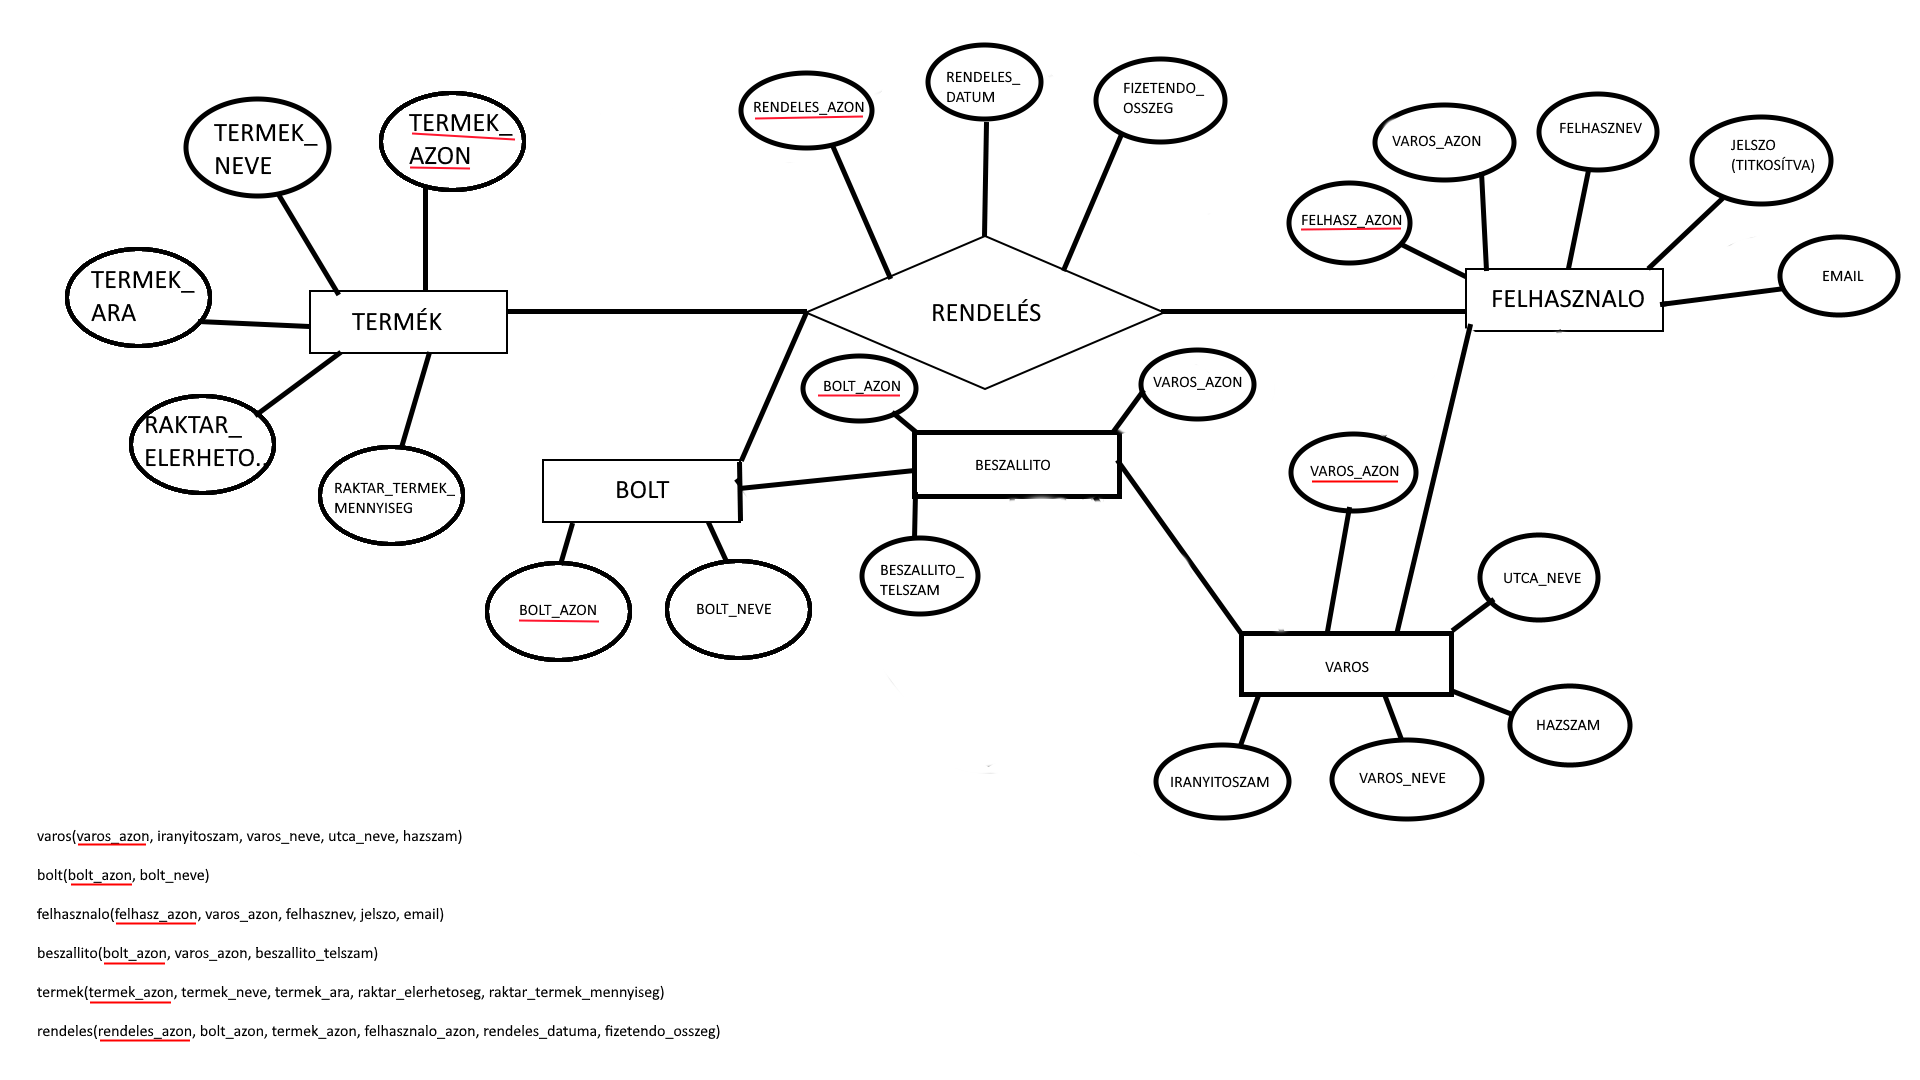 TERMEK_
NEVE
TERMEK_
AZON
TERMEK_
ARA
TERMÉK
RAKTAR_
ELERHETO..
RAKTAR_TERMEK_
MENNYISEG
RENDELES_AZON
RENDELES_
DATUM
FIZETENDO_
OSSZEG
RENDELÉS
FELHASZ_AZON
VAROS_AZON
FELHASZNEV
JELSZO
(TITKOSÍTVA)
EMAIL
FELHASZNALO
BOLT_AZON
VAROS_AZON
BESZALLITO
BESZALLITO_
TELSZAM
BOLT
BOLT_AZON
BOLT_NEVE
VAROS_AZON
UTCA_NEVE
VAROS
HAZSZAM
IRANYITOSZAM
VAROS_NEVE
varos(varos_azon, iranyitoszam, varos_neve, utca_neve, hazszam)
bolt(bolt_azon, bolt_neve)
felhasznalo(felhasz_azon, varos_azon, felhasznev, jelszo, email)
beszallito(bolt_azon, varos_azon, beszallito_telszam)
termek(termek_azon, termek_neve, termek_ara, raktar_elerhetoseg, raktar_termek_mennyiseg)
rendeles(rendeles_azon, bolt_azon, termek_azon, felhasznalo_azon, rendeles_datuma, fizetendo_osszeg)